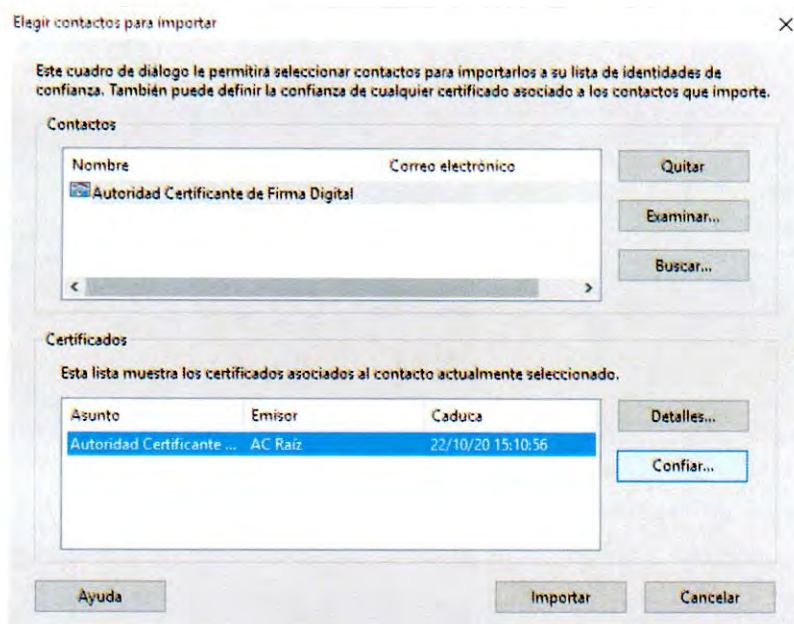 Elegir contactos para importar
Este cuadro de diálogo le permitirá seleccionar contactos para importarlos a su lista de identidades de
confianza. También puede definir la confianza de cualquier certificado asociado a los contactos que importe.
Contactos
Nombre Correo electrónico
Autoridad Certificante de Firma Digital
Quitar
Examinar...
Buscar...
Certificados
Esta lista muestra los certificados asociados al contacto actualmente seleccionado.
Asunto Emisor Caduca
Autoridad Certificante ... AC Raíz 22/10/20 15:10:56
Detalles...
Confiar...
Ayuda Importar Cancelar